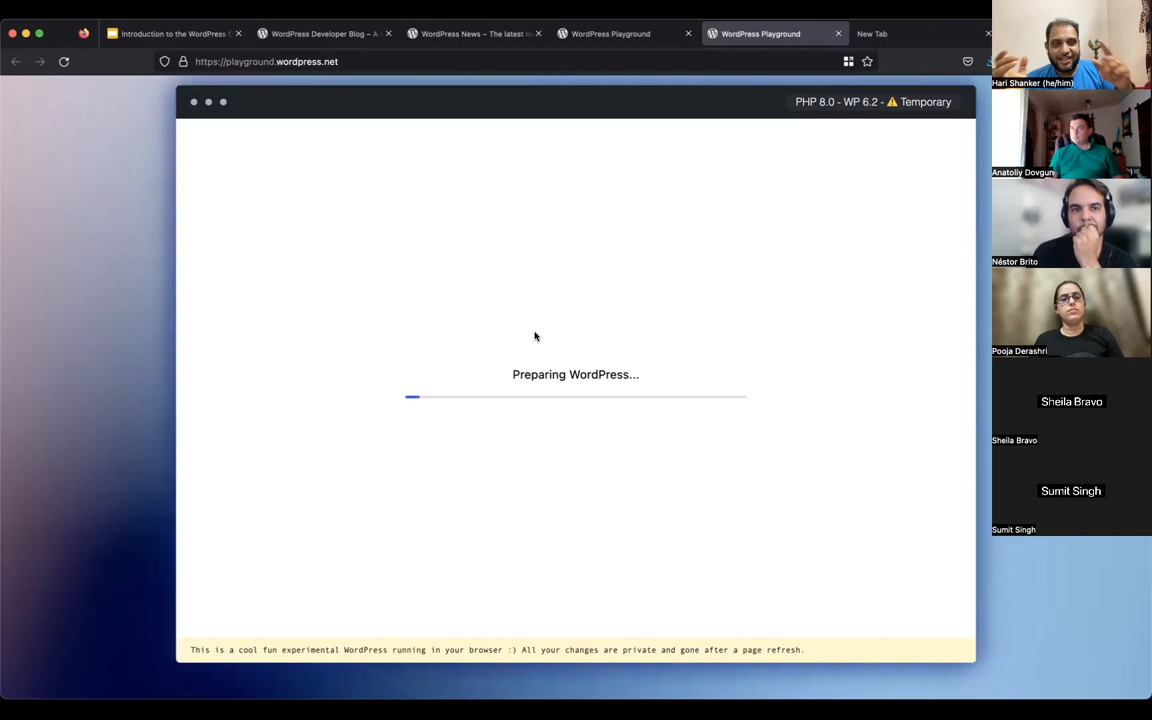 Introduction to the WordPress C
WordPress Developer Blog – A
WordPress News – The latest n
WordPress Playground
WordPress Playground
New Tab
https://playground.wordpress.net
PHP 8.0 - WP 6.2 - ⚠ Temporary
Preparing WordPress...
This is a cool fun experimental WordPress running in your browser :) All your changes are private and gone after a page refresh.
Hari Shanker (he/him)
Anatoliy Dovgun
Néstor Brito
Pooja Derashri
Sheila Bravo
Sheila Bravo
Sumit Singh
Sumit Singh